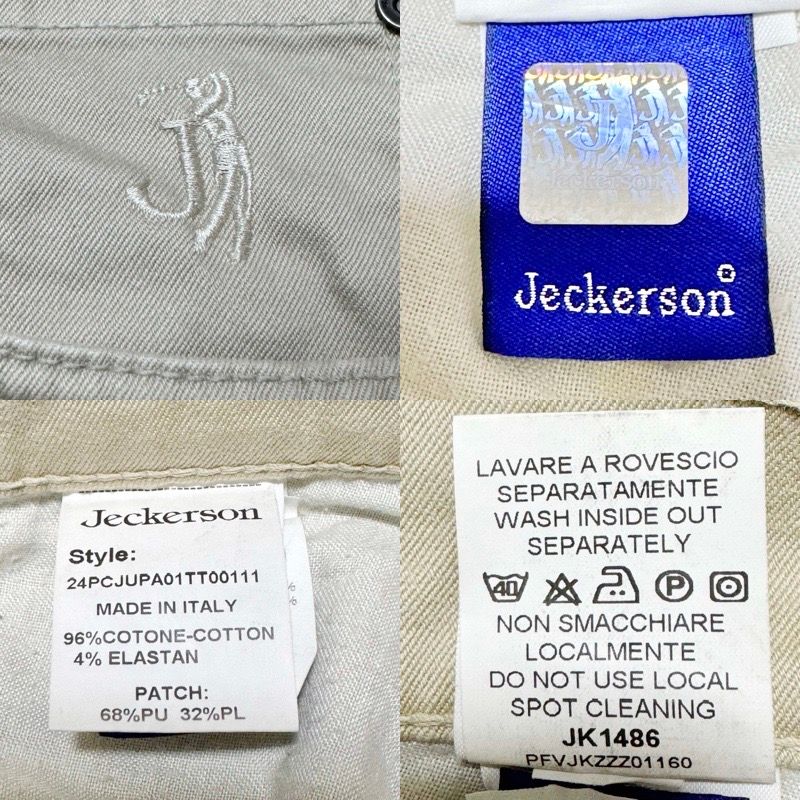 J
Jeckerson
Jeckerson®
Jeckerson
Style:
24PCJUPA01TT00111
MADE IN ITALY
96%COTONE-COTTON
4% ELASTAN
PATCH:
68%PU 32%PL
LAVARE A ROVESCIO
SEPARATAMENTE
WASH INSIDE OUT
SEPARATELY
40 P
NON SMACCHIARE
LOCALMENTE
DO NOT USE LOCAL
SPOT CLEANING
JK1486
PFVJKZZZ01160